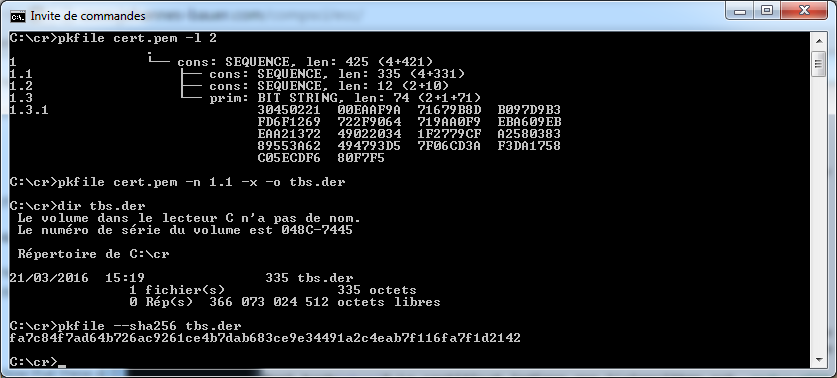 Invite de commandes
C:\cr>pkfile cert.pem -l 2
.
1 └── cons: SEQUENCE, len: 425 (4+421)
1.1 ├── cons: SEQUENCE, len: 335 (4+331)
1.2 ├── cons: SEQUENCE, len: 12 (2+10)
1.3 └── prim: BIT STRING, len: 74 (2+1+71)
1.3.1 30450221 00EAAF9A 71679B8D B097D9B3
FD6F1269 722F9064 719AA0F9 EBA609EB
EAA21372 49022034 1F2779CF A2580383
89553A62 494793D5 7F06CD3A F3DA1758
C05ECDF6 80F7F5
C:\cr>pkfile cert.pem -n 1.1 -x -o tbs.der
C:\cr>dir tbs.der
Le volume dans le lecteur C n'a pas de nom.
Le numéro de série du volume est 048C-7445
Répertoire de C:\cr
21/03/2016 15:19 335 tbs.der
1 fichier(s) 335 octets
0 Rép(s) 366 073 024 512 octets libres
C:\cr>pkfile --sha256 tbs.der
fa7c84f7ad64b726ac9261ce4b7dab683ce9e34491a2c4eab7f116fa7f1d2142
C:\cr>_